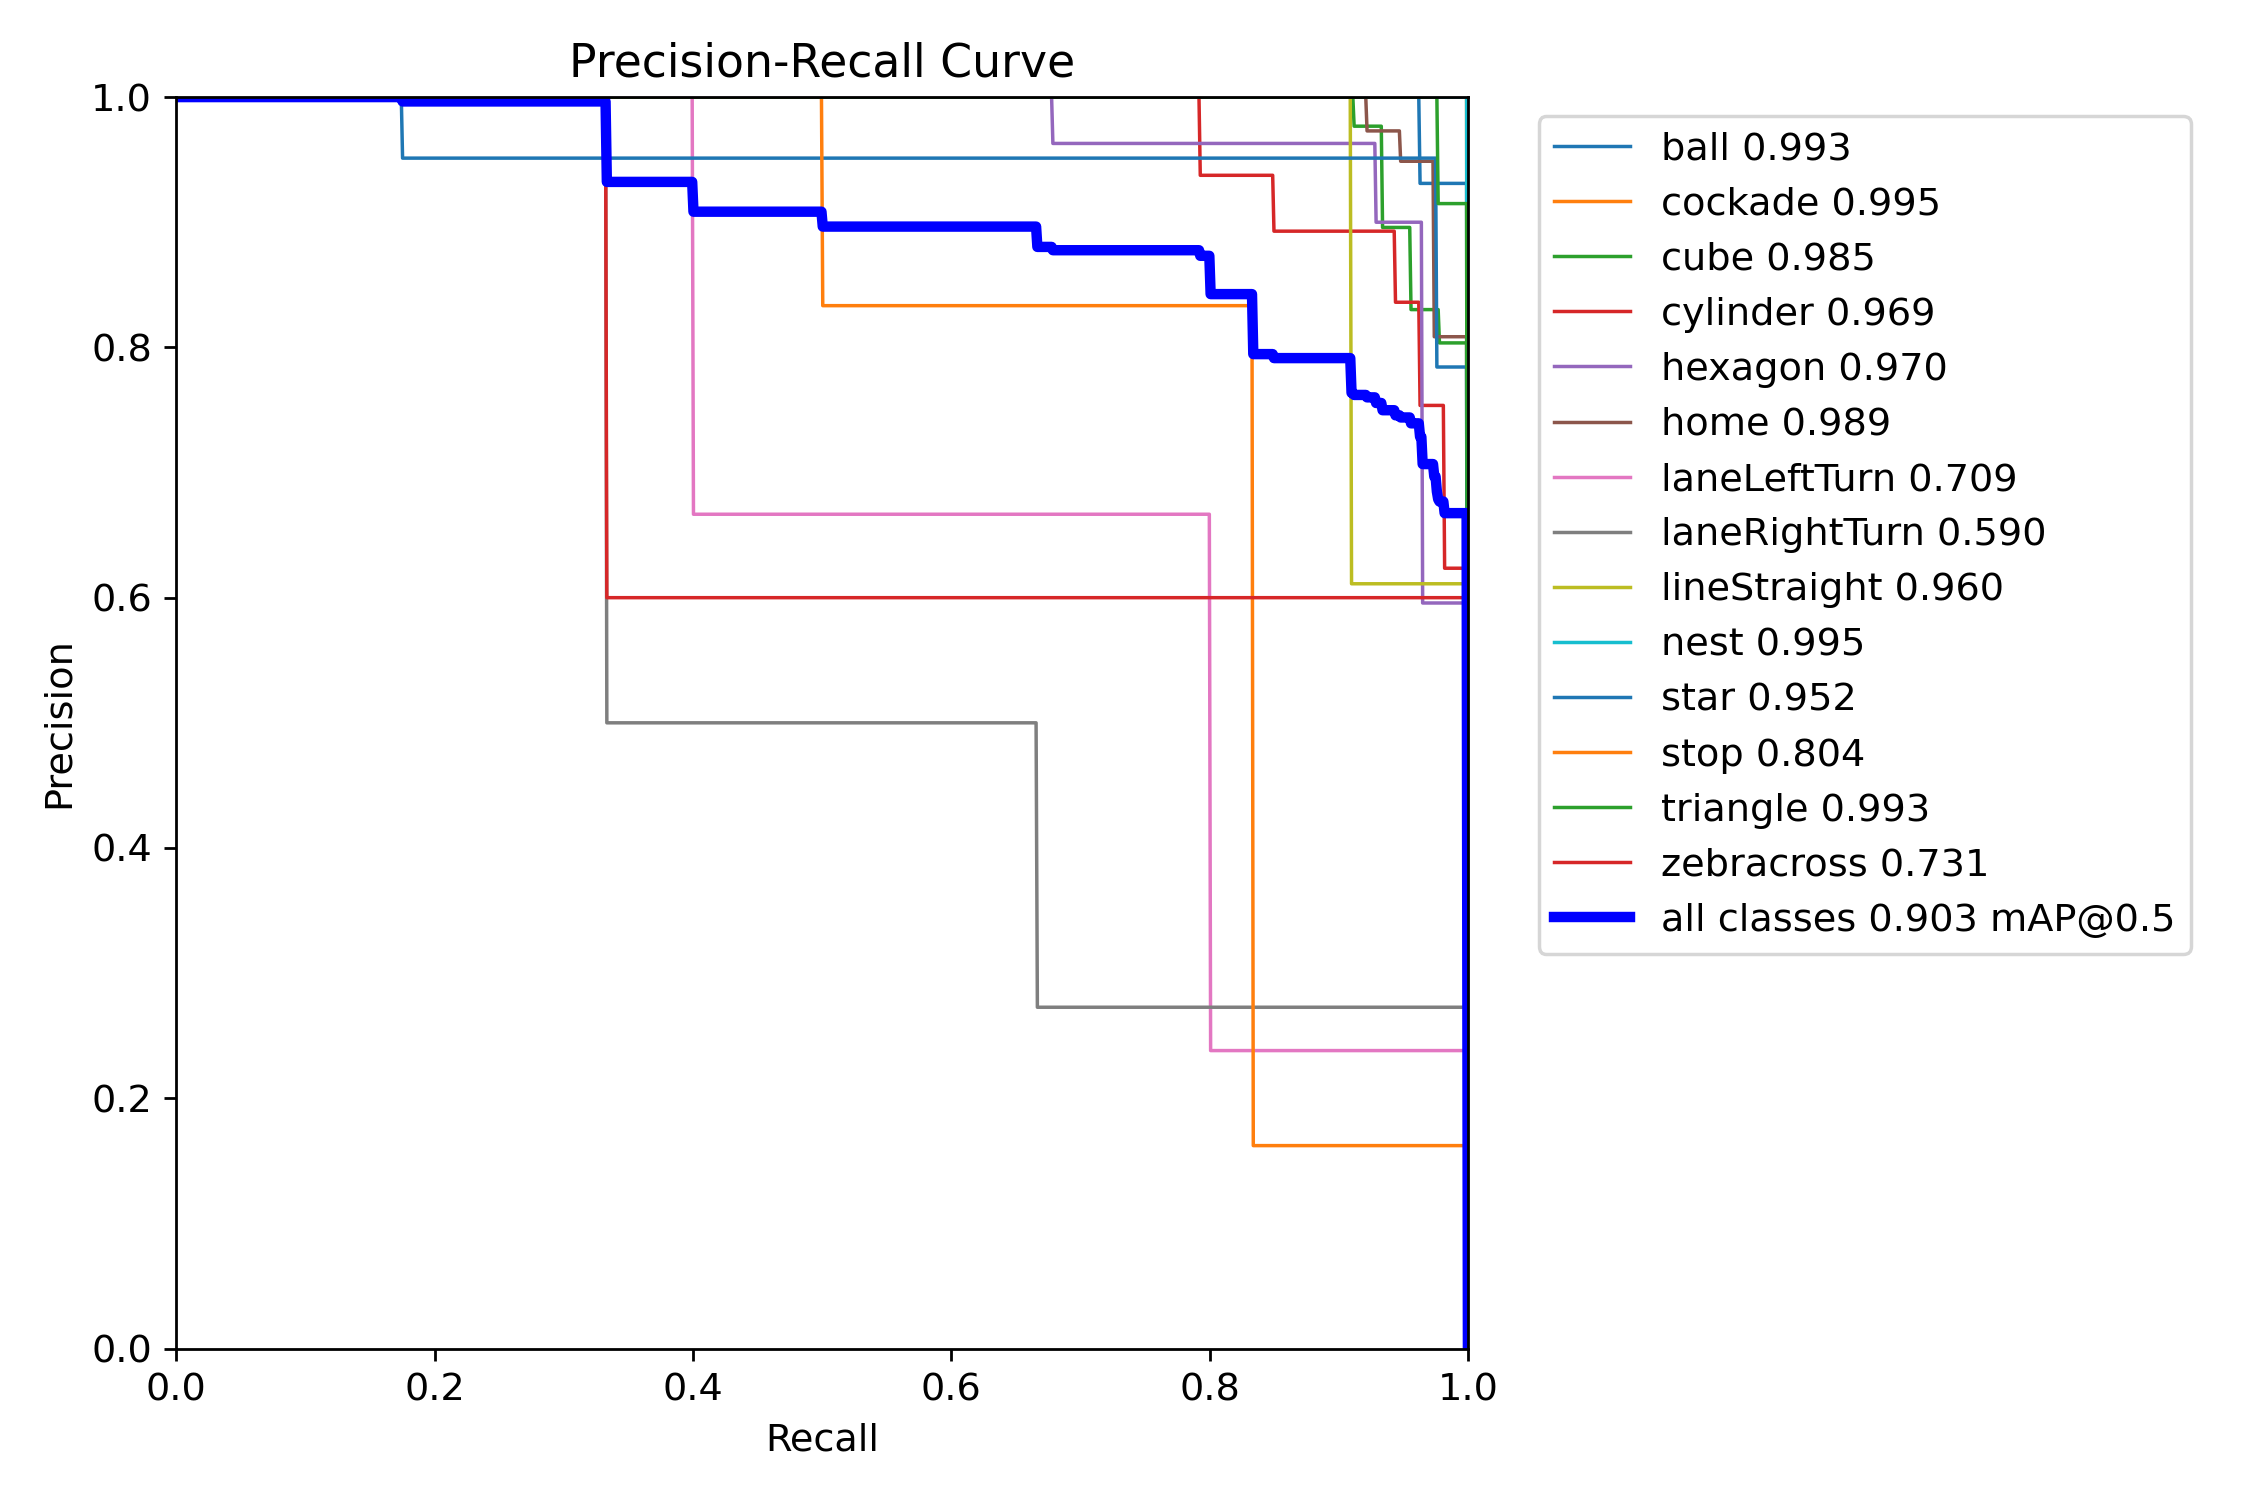 Precision-Recall Curve
1.0
0.8
0.6
0.4
0.2
0.0
Precision
0.0 0.2 0.4 0.6 0.8 1.0
Recall
ball 0.993
cockade 0.995
cube 0.985
cylinder 0.969
hexagon 0.970
home 0.989
laneLeftTurn 0.709
laneRightTurn 0.590
lineStraight 0.960
nest 0.995
star 0.952
stop 0.804
triangle 0.993
zebracross 0.731
all classes 0.903 mAP@0.5